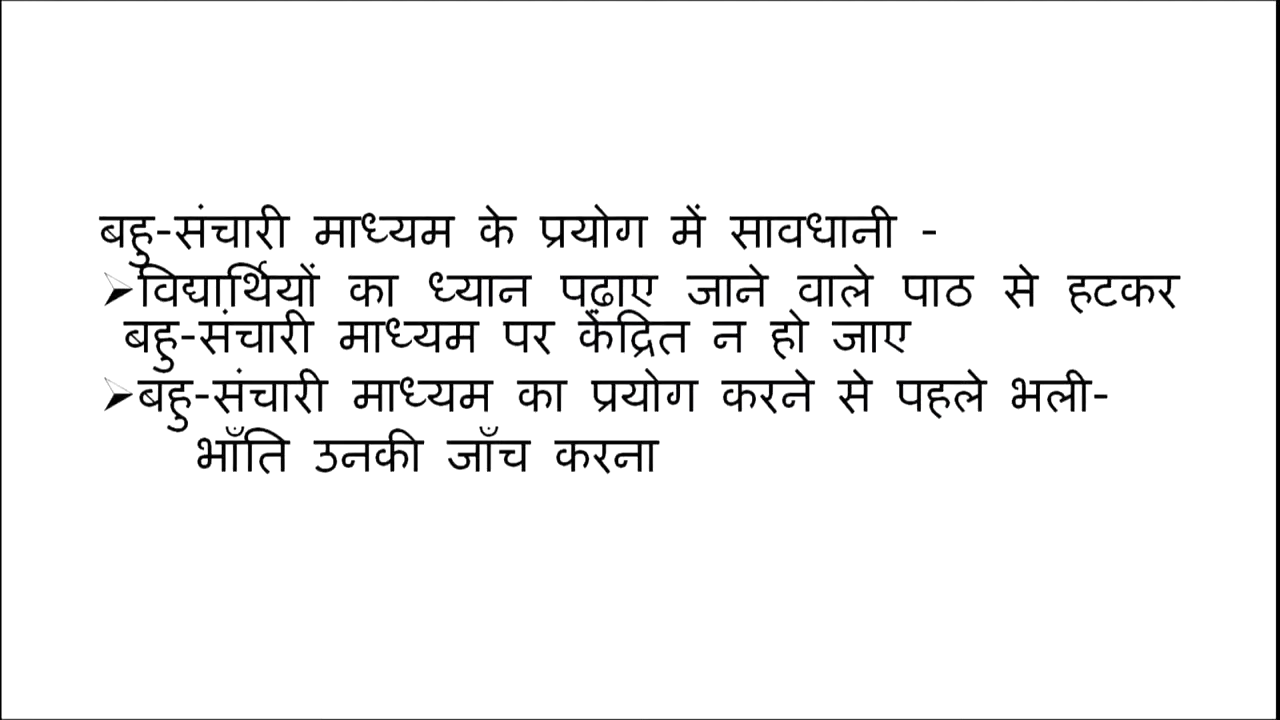 बहु-संचारी माध्यम के प्रयोग में सावधानी -
➢विद्यार्थियों का ध्यान पढ़ाए जाने वाले पाठ से हटकर
बहु-संचारी माध्यम पर केंद्रित न हो जाए
➢बहु-संचारी माध्यम का प्रयोग करने से पहले भली-
भाँति उनकी जाँच करना